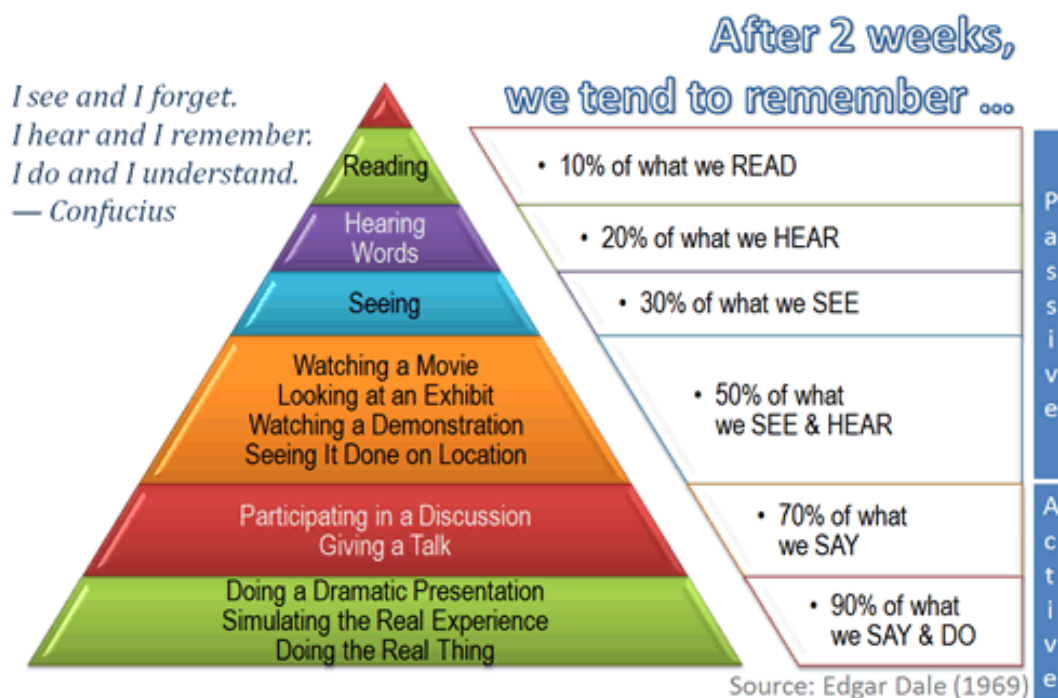 After 2 weeks,
we tend to remember ...
I see and I forget.
I hear and I remember.
I do and I understand.
— Confucius
Reading
• 10% of what we READ
Hearing
Words
• 20% of what we HEAR
Seeing
• 30% of what we SEE
Watching a Movie
Looking at an Exhibit
Watching a Demonstration
Seeing It Done on Location
• 50% of what
we SEE & HEAR
Passive
Participating in a Discussion
Giving a Talk
• 70% of what
we SAY
Doing a Dramatic Presentation
Simulating the Real Experience
Doing the Real Thing
• 90% of what
we SAY & DO
Active
Source: Edgar Dale (1969)